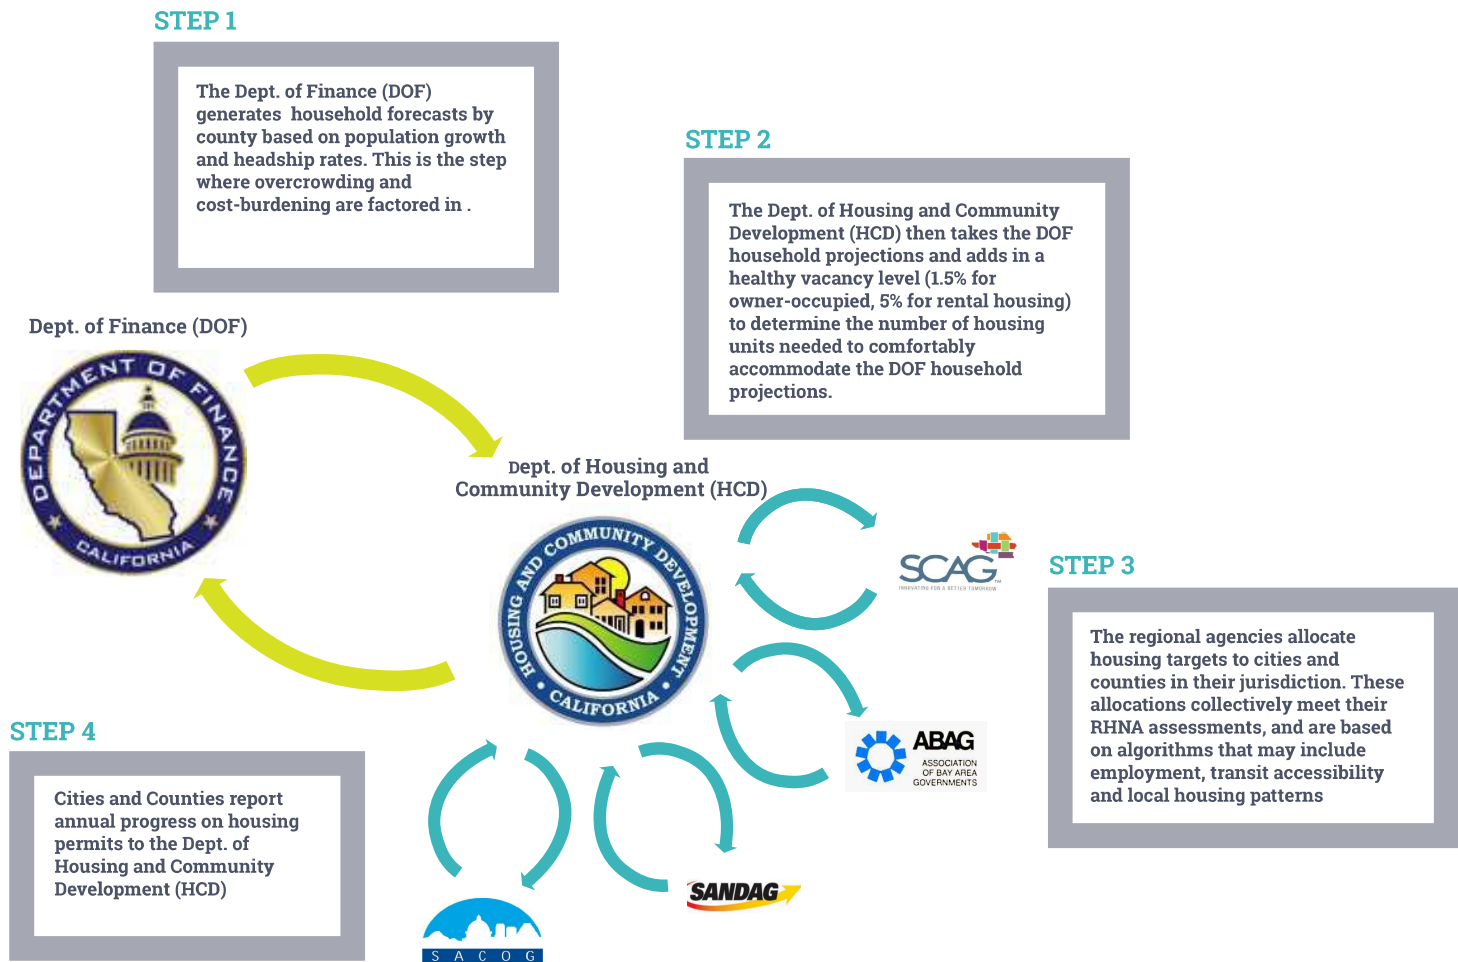 STEP 1
The Dept. of Finance (DOF)
generates household forecasts by
county based on population growth
and headship rates. This is the step
where overcrowding and
cost-burdening are factored in .
STEP 2
The Dept. of Housing and Community
Development (HCD) then takes the DOF
household projections and adds in a
healthy vacancy level (1.5% for
owner-occupied, 5% for rental housing)
to determine the number of housing
units needed to comfortably
accommodate the DOF household
projections.
Dept. of Finance (DOF)
DEPARTMENT OF FINANCE
CALIFORNIA
Dept. of Housing and
Community Development (HCD)
HOUSING AND COMMUNITY DEVELOPMENT
CALIFORNIA
SCAG
TM
INNOVATING FOR A BETTER TOMORROW
STEP 3
The regional agencies allocate
housing targets to cities and
counties in their jurisdiction. These
allocations collectively meet their
RHNA assessments, and are based
on algorithms that may include
employment, transit accessibility
and local housing patterns
ABAG
ASSOCIATION
OF BAY AREA
GOVERNMENTS
STEP 4
Cities and Counties report
annual progress on housing
permits to the Dept. of
Housing and Community
Development (HCD)
SANDAG
SACOG